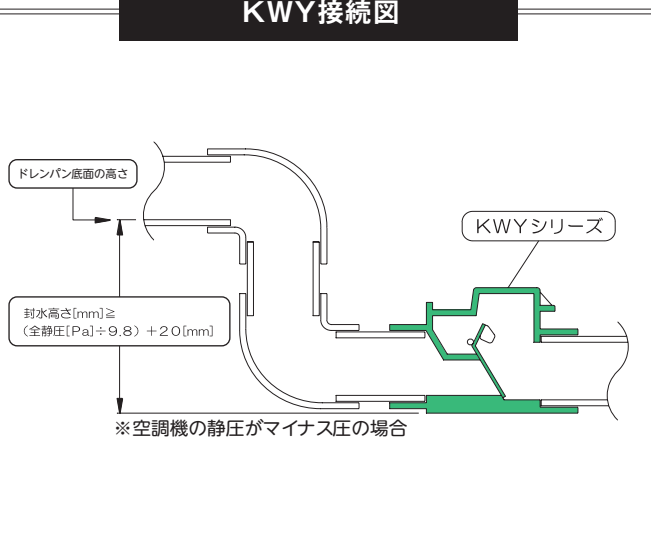 KWY接続図
ドレンパン底面の高さ
KWYシリーズ
封水高さ[mm]≧
(全静圧[Pa]÷9.8) +20[mm]
※空調機の静圧がマイナス圧の場合